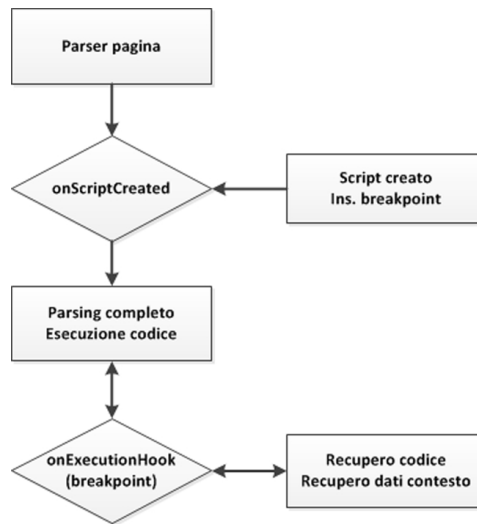 Parser pagina
onScriptCreated
Script creato
Ins. breakpoint
Parsing completo
Esecuzione codice
onExecutionHook
(breakpoint)
Recupero codice
Recupero dati contesto